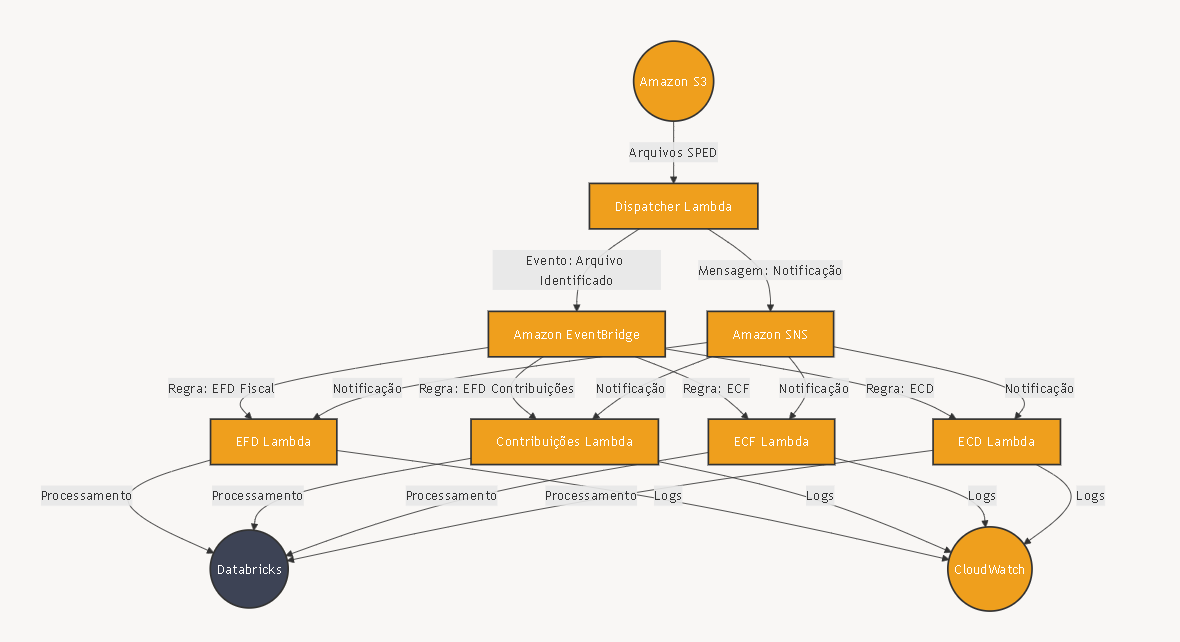 Amazon S3
Arquivos SPED
Dispatcher Lambda
Evento: Arquivo
Identificado
Mensagem: Notificação
Amazon EventBridge
Amazon SNS
Regra: EFD Fiscal
Notificação
Regra: EFD Contribuições
Notificação
Regra: ECF
Notificação
Regra: ECD
Notificação
EFD Lambda
Contribuições Lambda
ECF Lambda
ECD Lambda
Processamento
Processamento
Processamento
Processamento
Logs
Logs
Logs
Logs
Databricks
CloudWatch